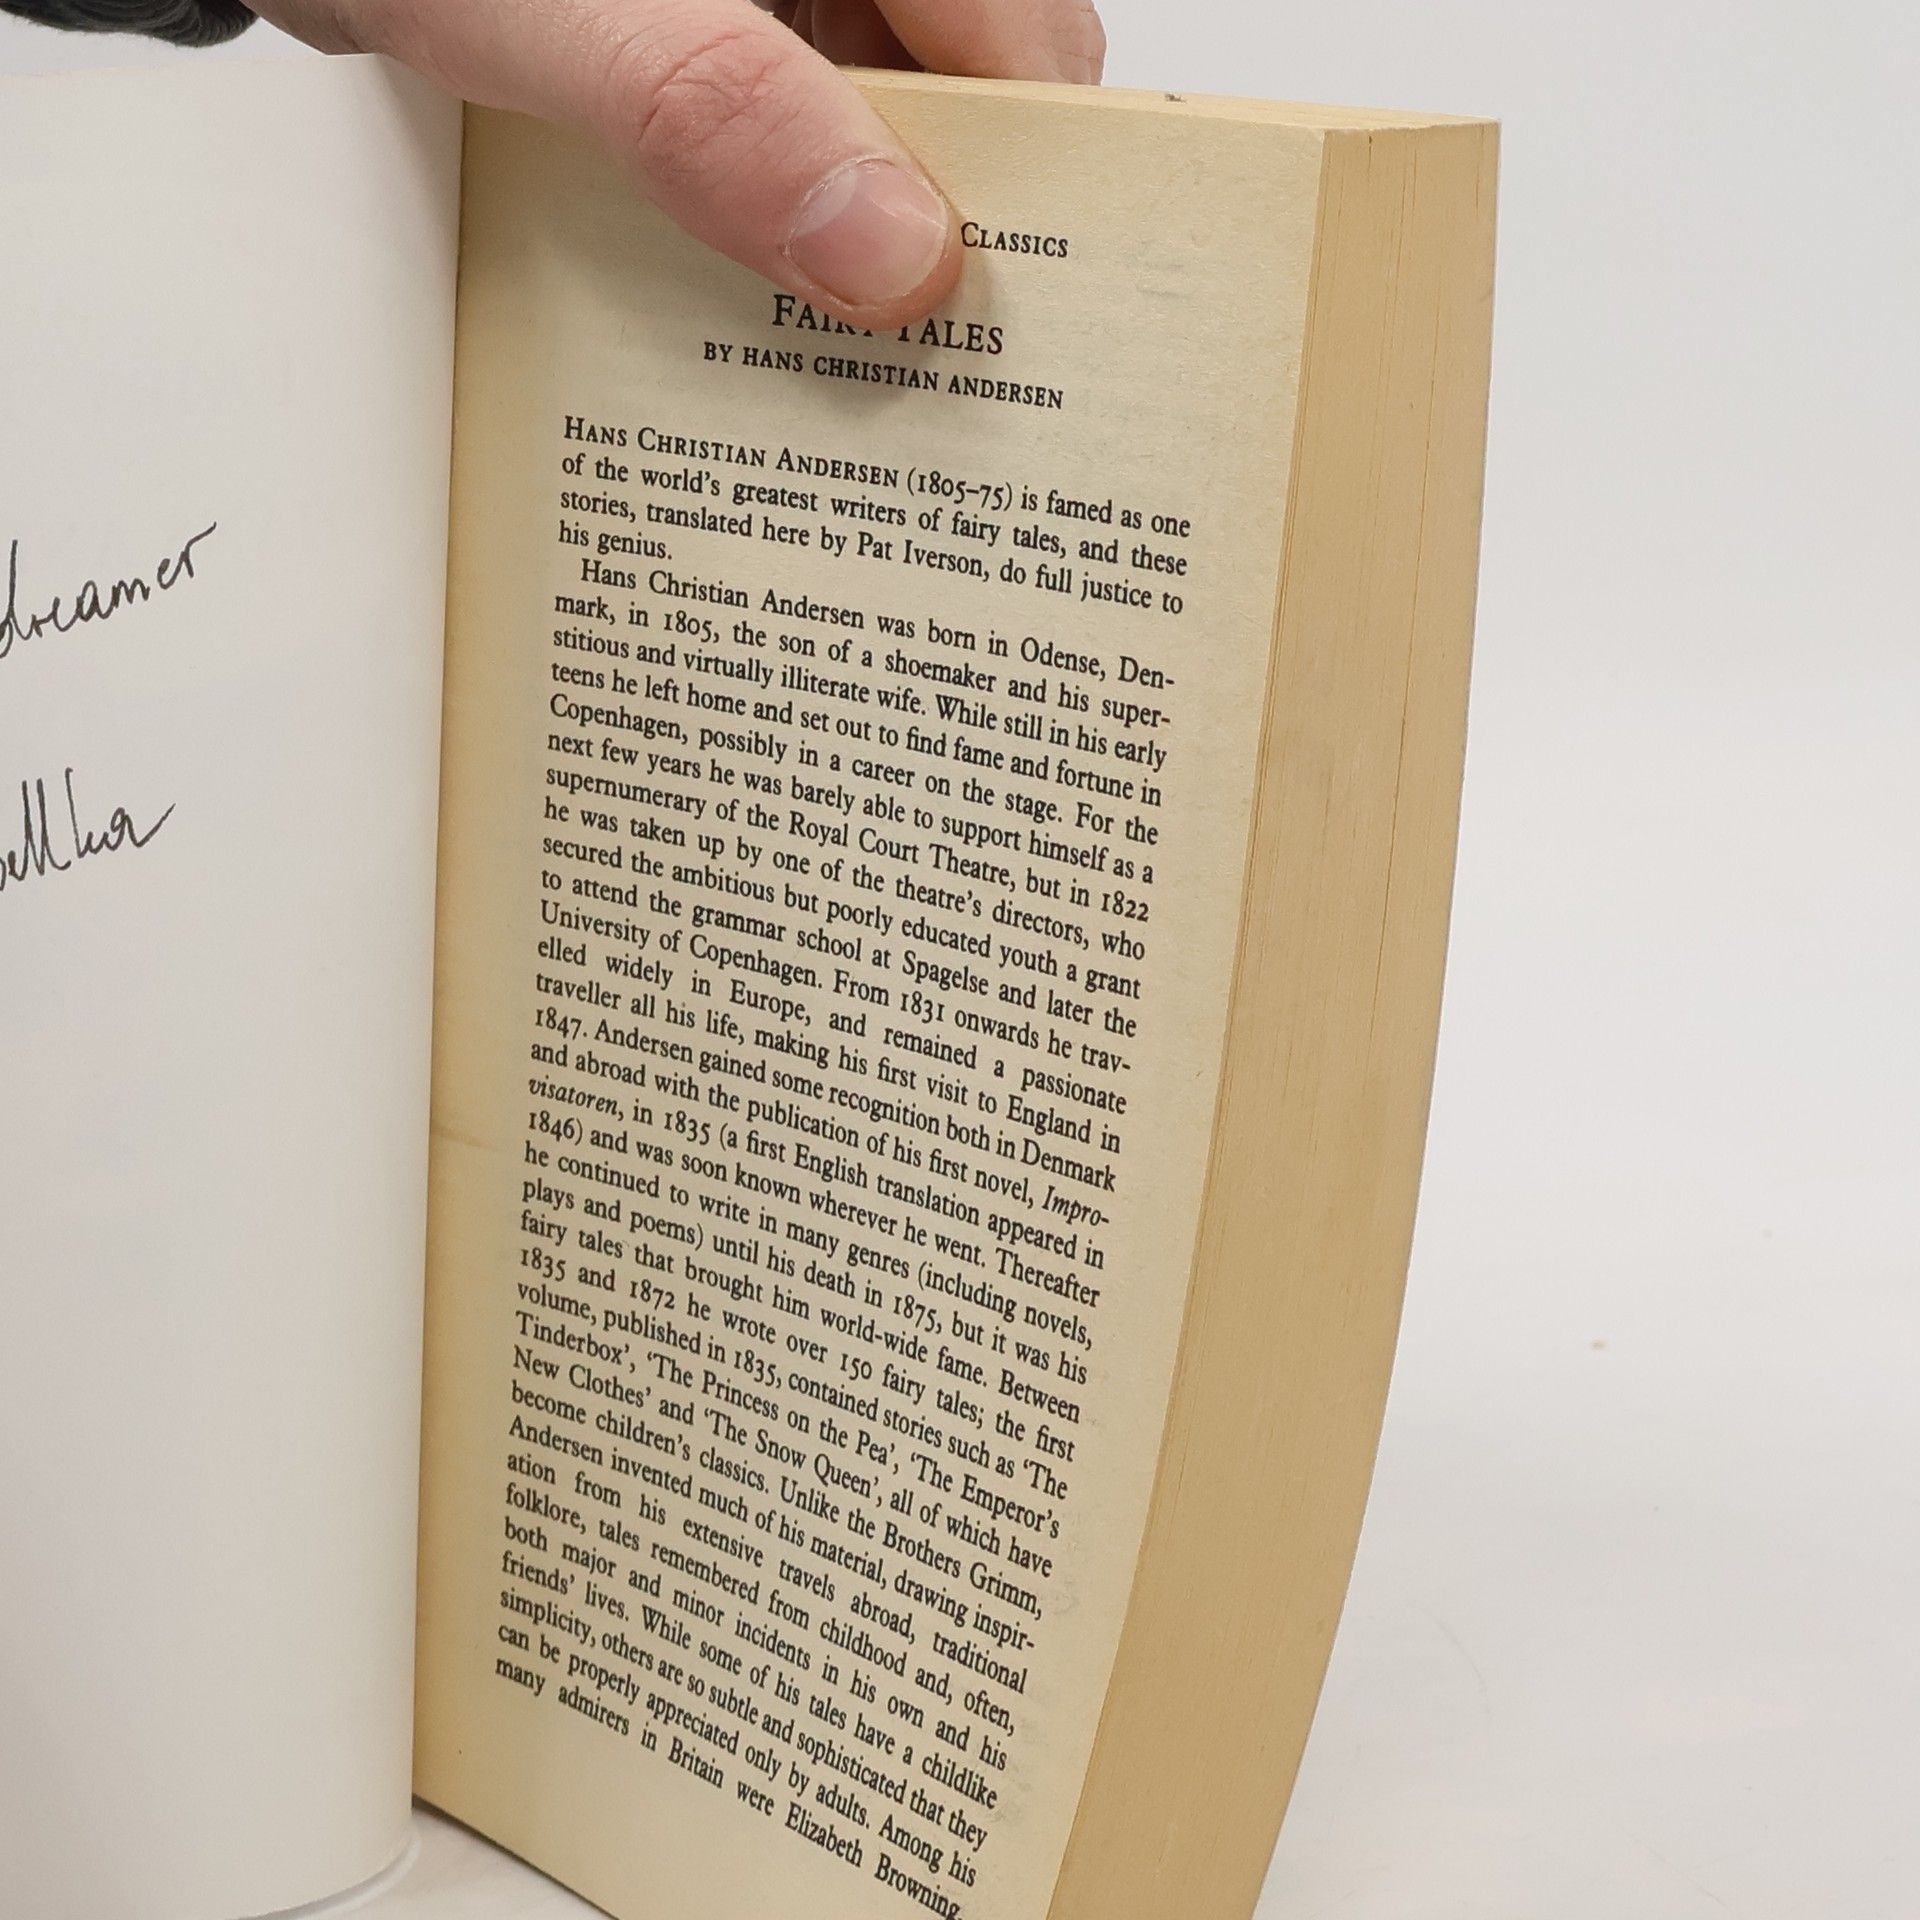 dreamer
CLASSICS
FAIRY TALES
BY HANS CHRISTIAN ANDERSEN
HANS CHRISTIAN ANDERSEN (1805–75) is famed as one
of the world's greatest writers of fairy tales, and these
stories, translated here by Pat Iverson, do full justice to
his genius.
Hans Christian Andersen was born in Odense, Den-
mark, in 1805, the son of a shoemaker and his super-
stitious and virtually illiterate wife. While still in his early
teens he left home and set out to find fame and fortune in
Copenhagen, possibly in a career on the stage. For the
next few years he was barely able to support himself as a
supernumerary of the Royal Court Theatre, but in 1822
he was taken up by one of the theatre's directors, who
secured the ambitious but poorly educated youth a grant
to attend the grammar school at Spagelse and later the
University of Copenhagen. From 1831 onwards he trav-
elled widely in Europe, and remained a passionate
traveller all his life, making his first visit to England in
1847. Andersen gained some recognition both in Denmark
and abroad with the publication of his first novel, Impro-
visatoren, in 1835 (a first English translation appeared in
1846) and was soon known wherever he went. Thereafter
he continued to write in many genres (including novels,
plays and poems) until his death in 1875, but it was his
fairy tales that brought him world-wide fame. Between
1835 and 1872 he wrote over 150 fairy tales; the first
volume, published in 1835, contained stories such as 'The
Tinderbox', 'The Princess on the Pea', 'The Emperor's
New Clothes' and 'The Snow Queen', all of which have
become children's classics. Unlike the Brothers Grimm,
Andersen invented much of his material, drawing inspir-
ation from his extensive travels abroad, traditional
folklore, tales remembered from childhood and, often,
both major and minor incidents in his own and his
friends' lives. While some of his tales have a childlike
simplicity, others are so subtle and sophisticated that they
can be properly appreciated only by adults. Among his
many admirers in Britain were Elizabeth Browning,